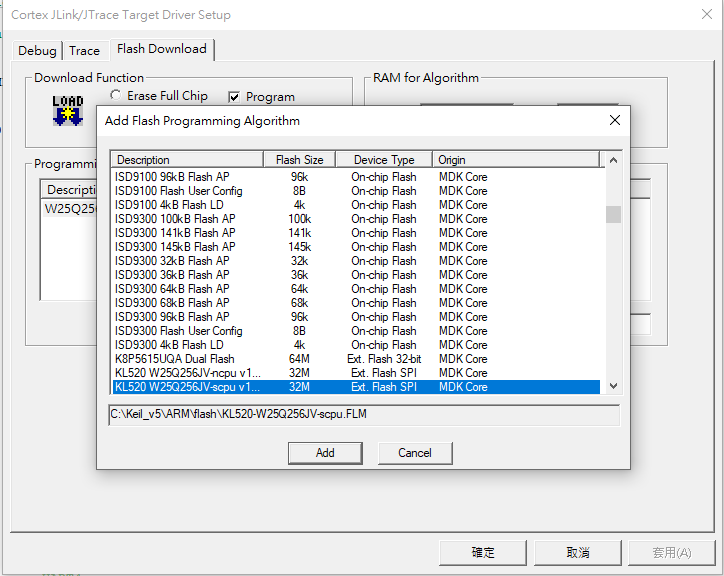 Cortex JLink/JTrace Target Driver Setup
Debug Trace Flash Download
Download Function
RAM for Algorithm
LOAD
Erase Full Chip Program
Add Flash Programming Algorithm
Description Flash Size Device Type Origin
ISD9100 96kB Flash AP 96k On-chip Flash MDK Core
ISD9100 Flash User Config 8B On-chip Flash MDK Core
ISD9100 4kB Flash LD 4k On-chip Flash MDK Core
ISD9300 100kB Flash AP 100k On-chip Flash MDK Core
ISD9300 141kB Flash AP 141k On-chip Flash MDK Core
ISD9300 145kB Flash AP 145k On-chip Flash MDK Core
ISD9300 32kB Flash AP 32k On-chip Flash MDK Core
ISD9300 36kB Flash AP 36k On-chip Flash MDK Core
ISD9300 64kB Flash AP 64k On-chip Flash MDK Core
ISD9300 68kB Flash AP 68k On-chip Flash MDK Core
ISD9300 96kB Flash AP 96k On-chip Flash MDK Core
ISD9300 Flash User Config 8B On-chip Flash MDK Core
ISD9300 4kB Flash LD 4k On-chip Flash MDK Core
K8P5615UQA Dual Flash 64M Ext. Flash 32-bit MDK Core
KL520 W25Q256JV-ncpu v1... 32M Ext. Flash SPI MDK Core
KL520 W25Q256JV-scpu v1... 32M Ext. Flash SPI MDK Core
C:\Keil_v5\ARM\flash\KL520-W25Q256JV-scpu.FLM
Add Cancel
Programmi
Descripti
W25Q25
確定 取消 套用(A)